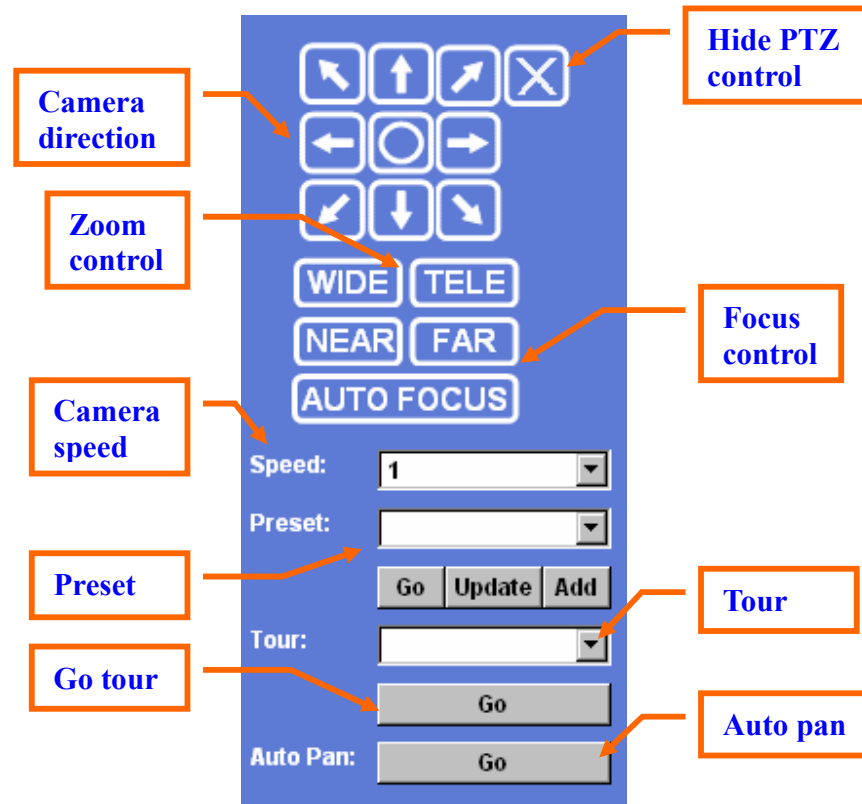 Hide PTZ
control
Camera
direction
Zoom
control
WIDE TELE
NEAR FAR
AUTO FOCUS
Focus
control
Camera
speed
Speed: 1
Preset:
Preset
Go Update Add
Tour
Tour:
Go tour
Go
Auto pan
Auto Pan: Go